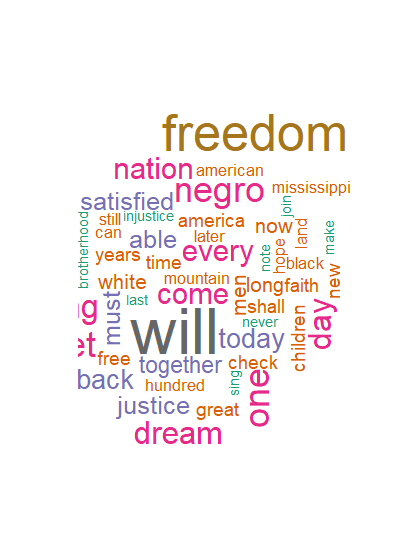 freedom
nation american
negro mississippi
satisfied
brotherhood still injustice america join
can able later now land make
every note hope black
years time
white mountain men long faith new
last come shall
must will never day
today children
free together check
back hundred sing one
justice great
dream